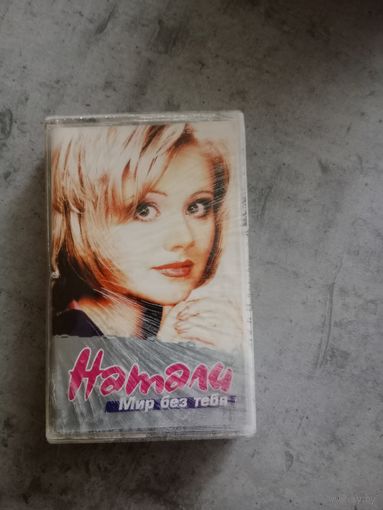 Натали
Мир без тебя